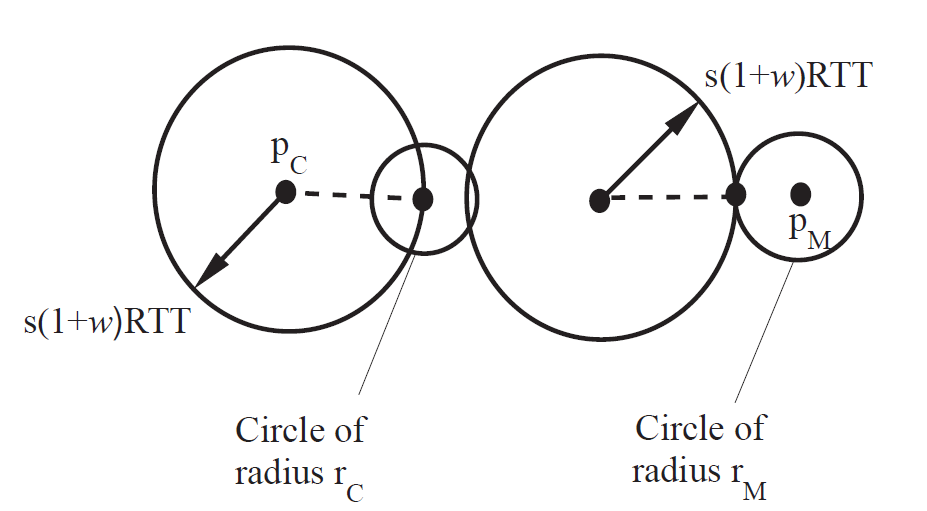 s(1+w)RTT
p_C
p_M
s(1+w)RTT
Circle of
radius r_C
Circle of
radius r_M